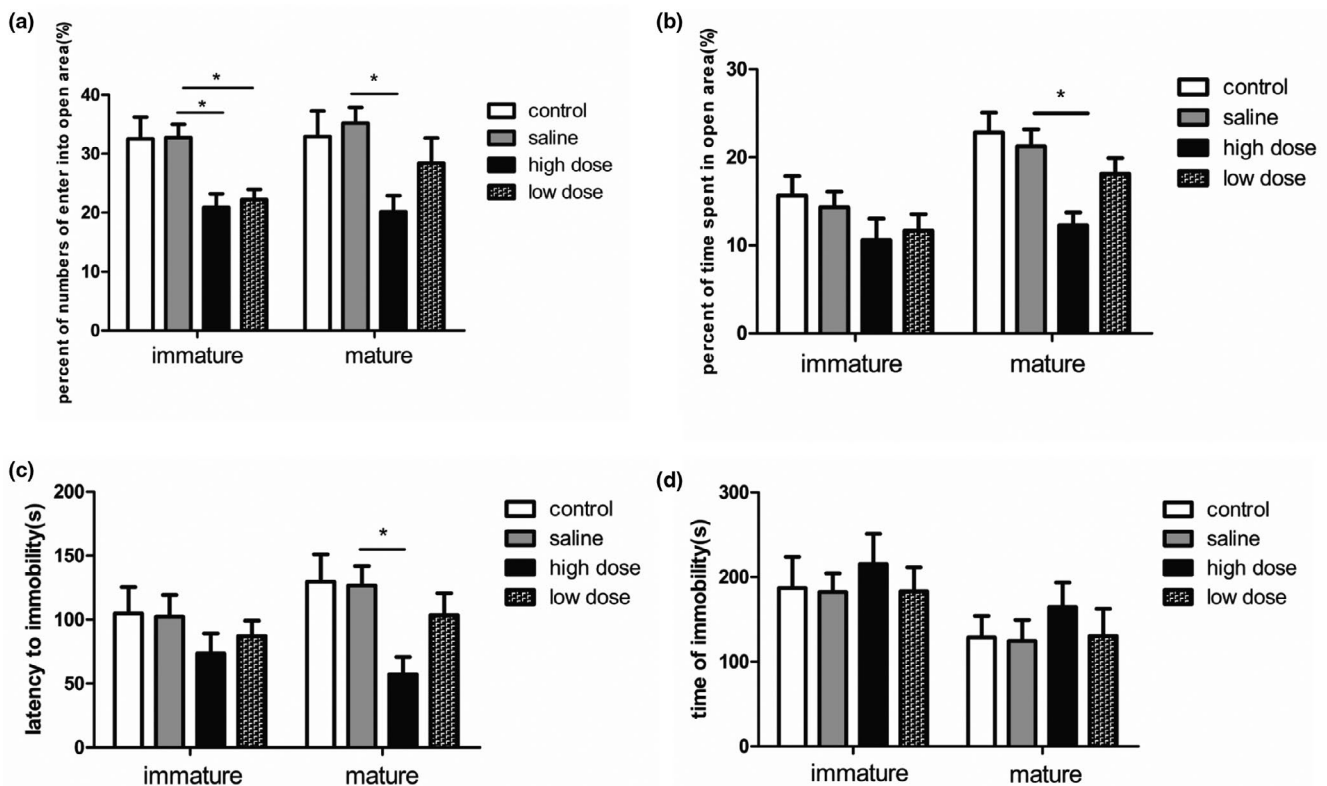 (a)
percent of numbers of enter into open area(%)
40
30
20
10
0
*
*
*
immature
mature
control
saline
high dose
low dose
(b)
percent of time spent in open area(%)
30
20
10
0
*
immature
mature
control
saline
high dose
low dose
(c)
latency to immobility(s)
200
150
100
50
0
*
immature
mature
control
saline
high dose
low dose
(d)
time of immobility(s)
300
200
100
0
immature
mature
control
saline
high dose
low dose